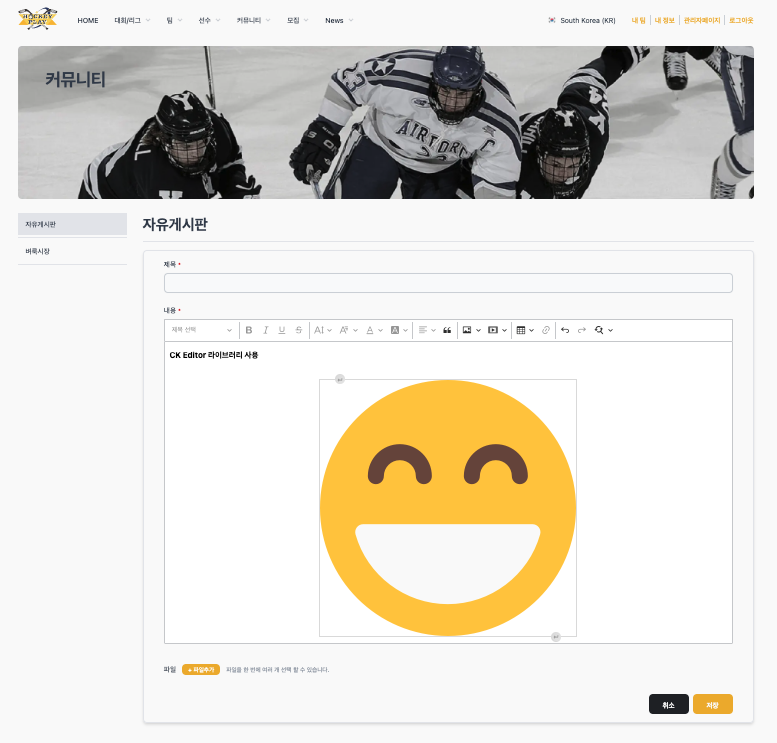 HOCKEY
PLAY
HOME 대회/리그 팀 선수 커뮤니티 모집 News South Korea (KR) 내 팀 내 정보 관리자페이지 로그아웃
커뮤니티
AIR FORCE
C
자유게시판
벼룩시장
자유게시판
제목 *
내용 *
제목 선택 B I U S AI A A A
CK Editor 라이브러리 사용
파일 + 파일추가 파일을 한 번에 여러 개 선택 할 수 있습니다.
취소 저장